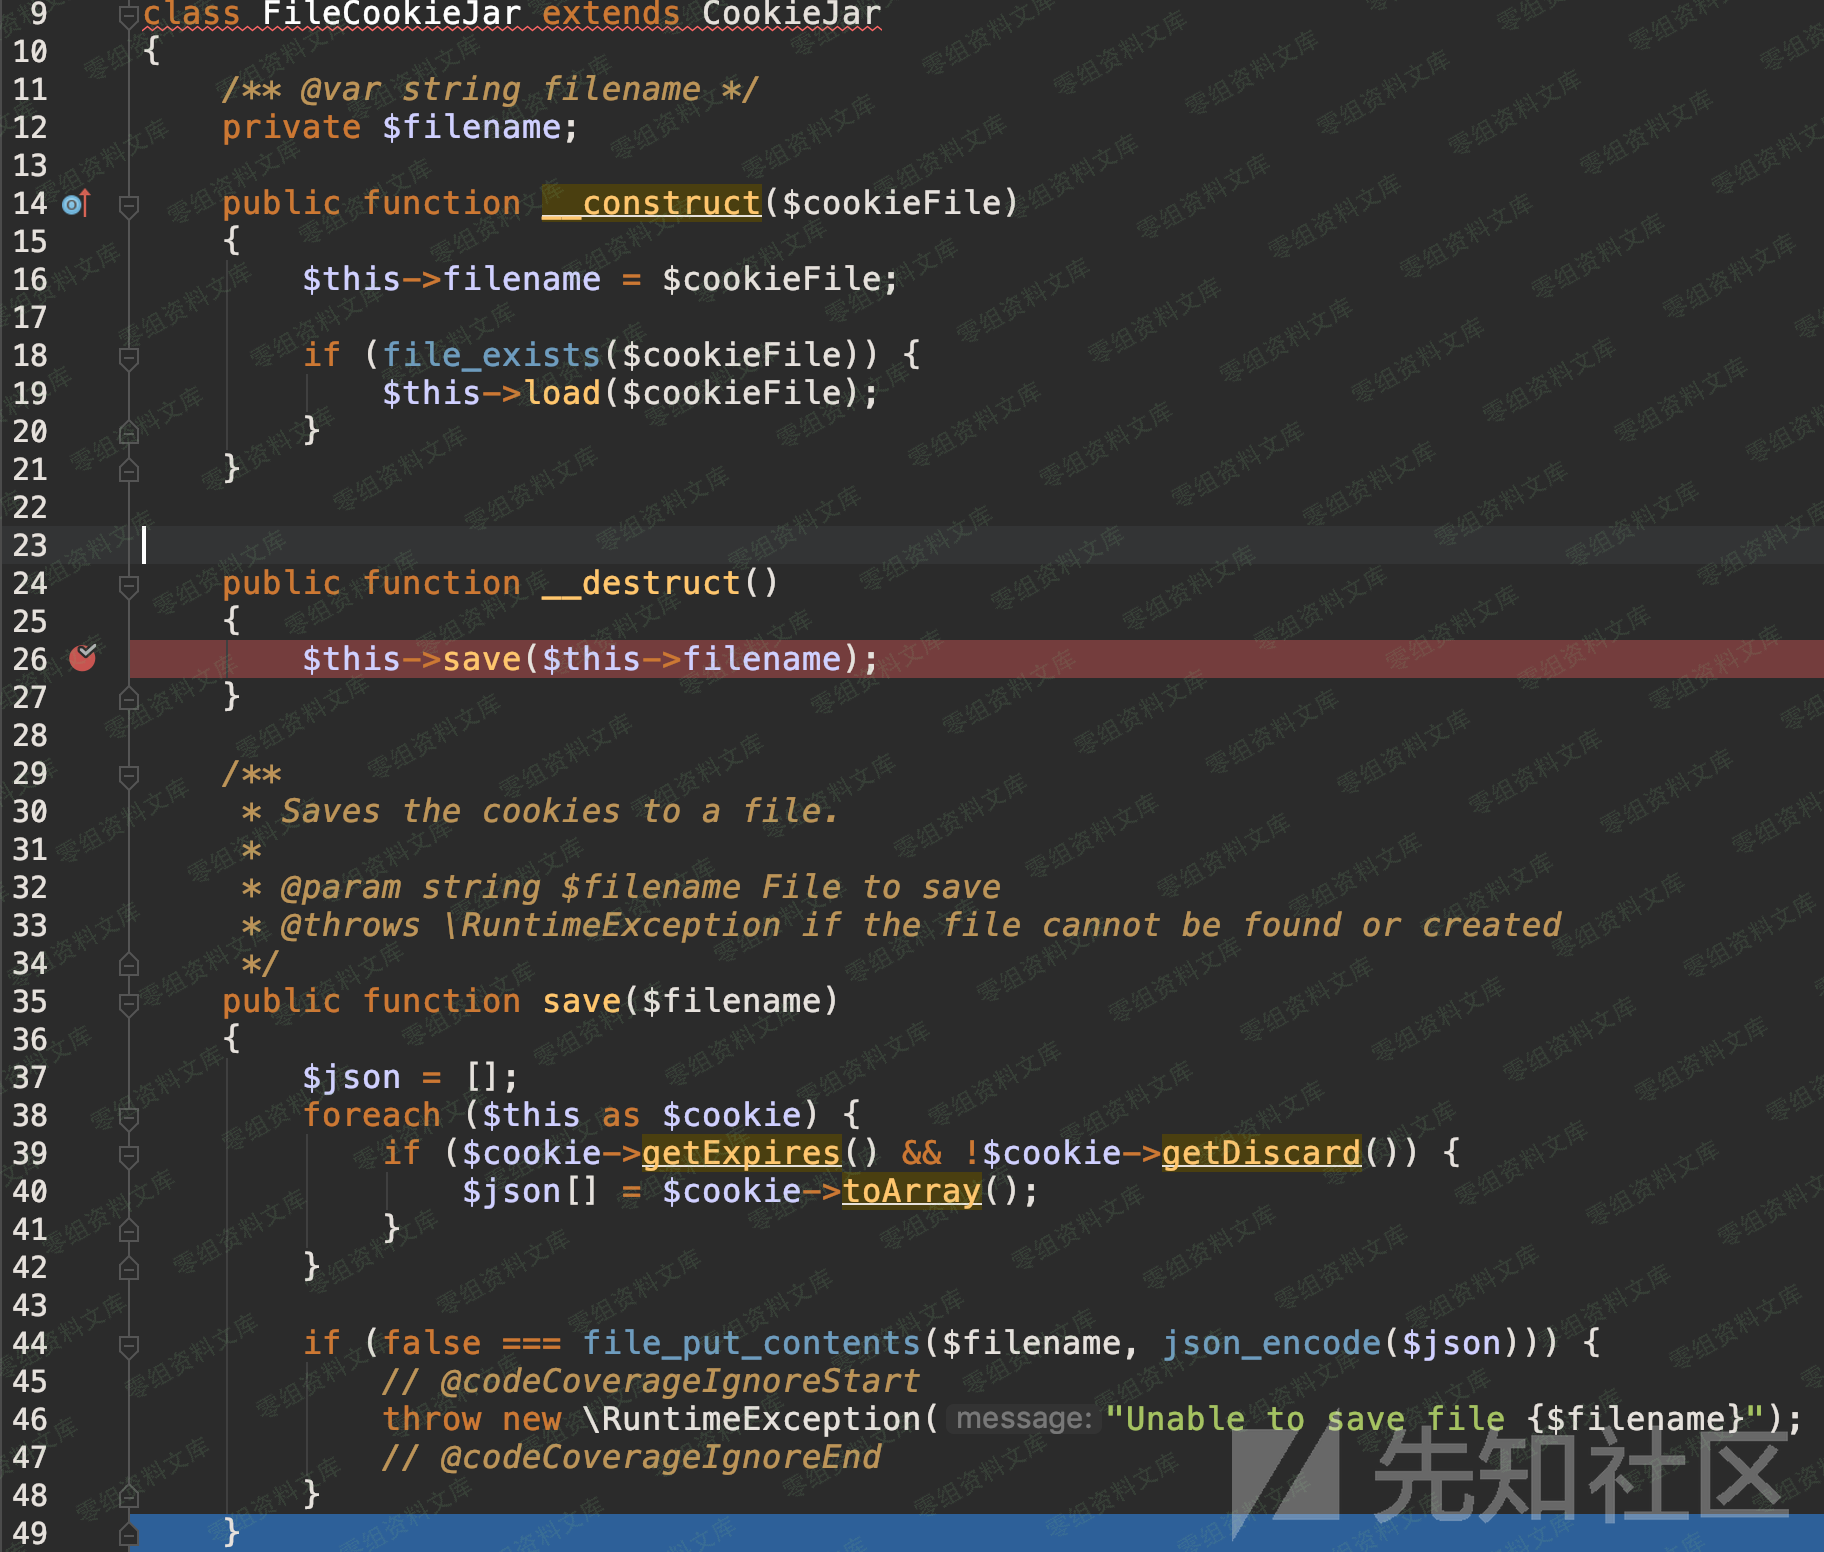 9 class FileCookieJar extends CookieJar
10 {
11 /** @var string filename */
12 private $filename;
13
14 public function __construct($cookieFile)
15 {
16 $this->filename = $cookieFile;
17
18 if (file_exists($cookieFile)) {
19 $this->load($cookieFile);
20 }
21 }
22
23
24 public function __destruct()
25 {
26 $this->save($this->filename);
27 }
28
29 /**
30 * Saves the cookies to a file.
31 *
32 * @param string $filename File to save
33 * @throws \RuntimeException if the file cannot be found or created
34 */
35 public function save($filename)
36 {
37 $json = [];
38 foreach ($this as $cookie) {
39 if ($cookie->getExpires() && !$cookie->getDiscard()) {
40 $json[] = $cookie->toArray();
41 }
42 }
43
44 if (false === file_put_contents($filename, json_encode($json))) {
45 // @codeCoverageIgnoreStart
46 throw new \RuntimeException( message: "Unable to save file {$filename}");
47 // @codeCoverageIgnoreEnd
48 }
49 }
先知社区
零组资料文库